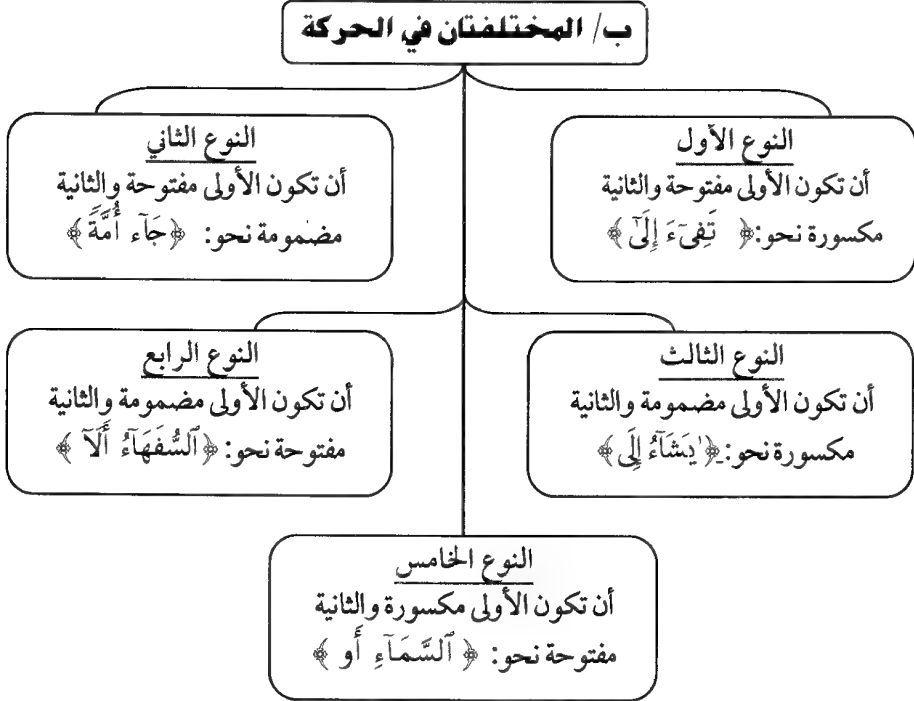 ب/ المختلفتان في الحركة
النوع الأول
أن تكون الأولى مفتوحة والثانية
مكسورة نحو: ﴿ تَفِىٓءَ إِلَىٰٓ ﴾
النوع الثاني
أن تكون الأولى مفتوحة والثانية
مضمومة نحو: ﴿ جَآء أُمَّةً ﴾
النوع الثالث
أن تكون الأولى مضمومة والثانية
مكسورة نحو: ﴿ يَشَآءُ إِلَى ﴾
النوع الرابع
أن تكون الأولى مضمومة والثانية
مفتوحة نحو: ﴿ ٱلسُّفَهَآءُ أَلَآ ﴾
النوع الخامس
أن تكون الأولى مكسورة والثانية
مفتوحة نحو: ﴿ ٱلسَّمَآءِ أَو ﴾